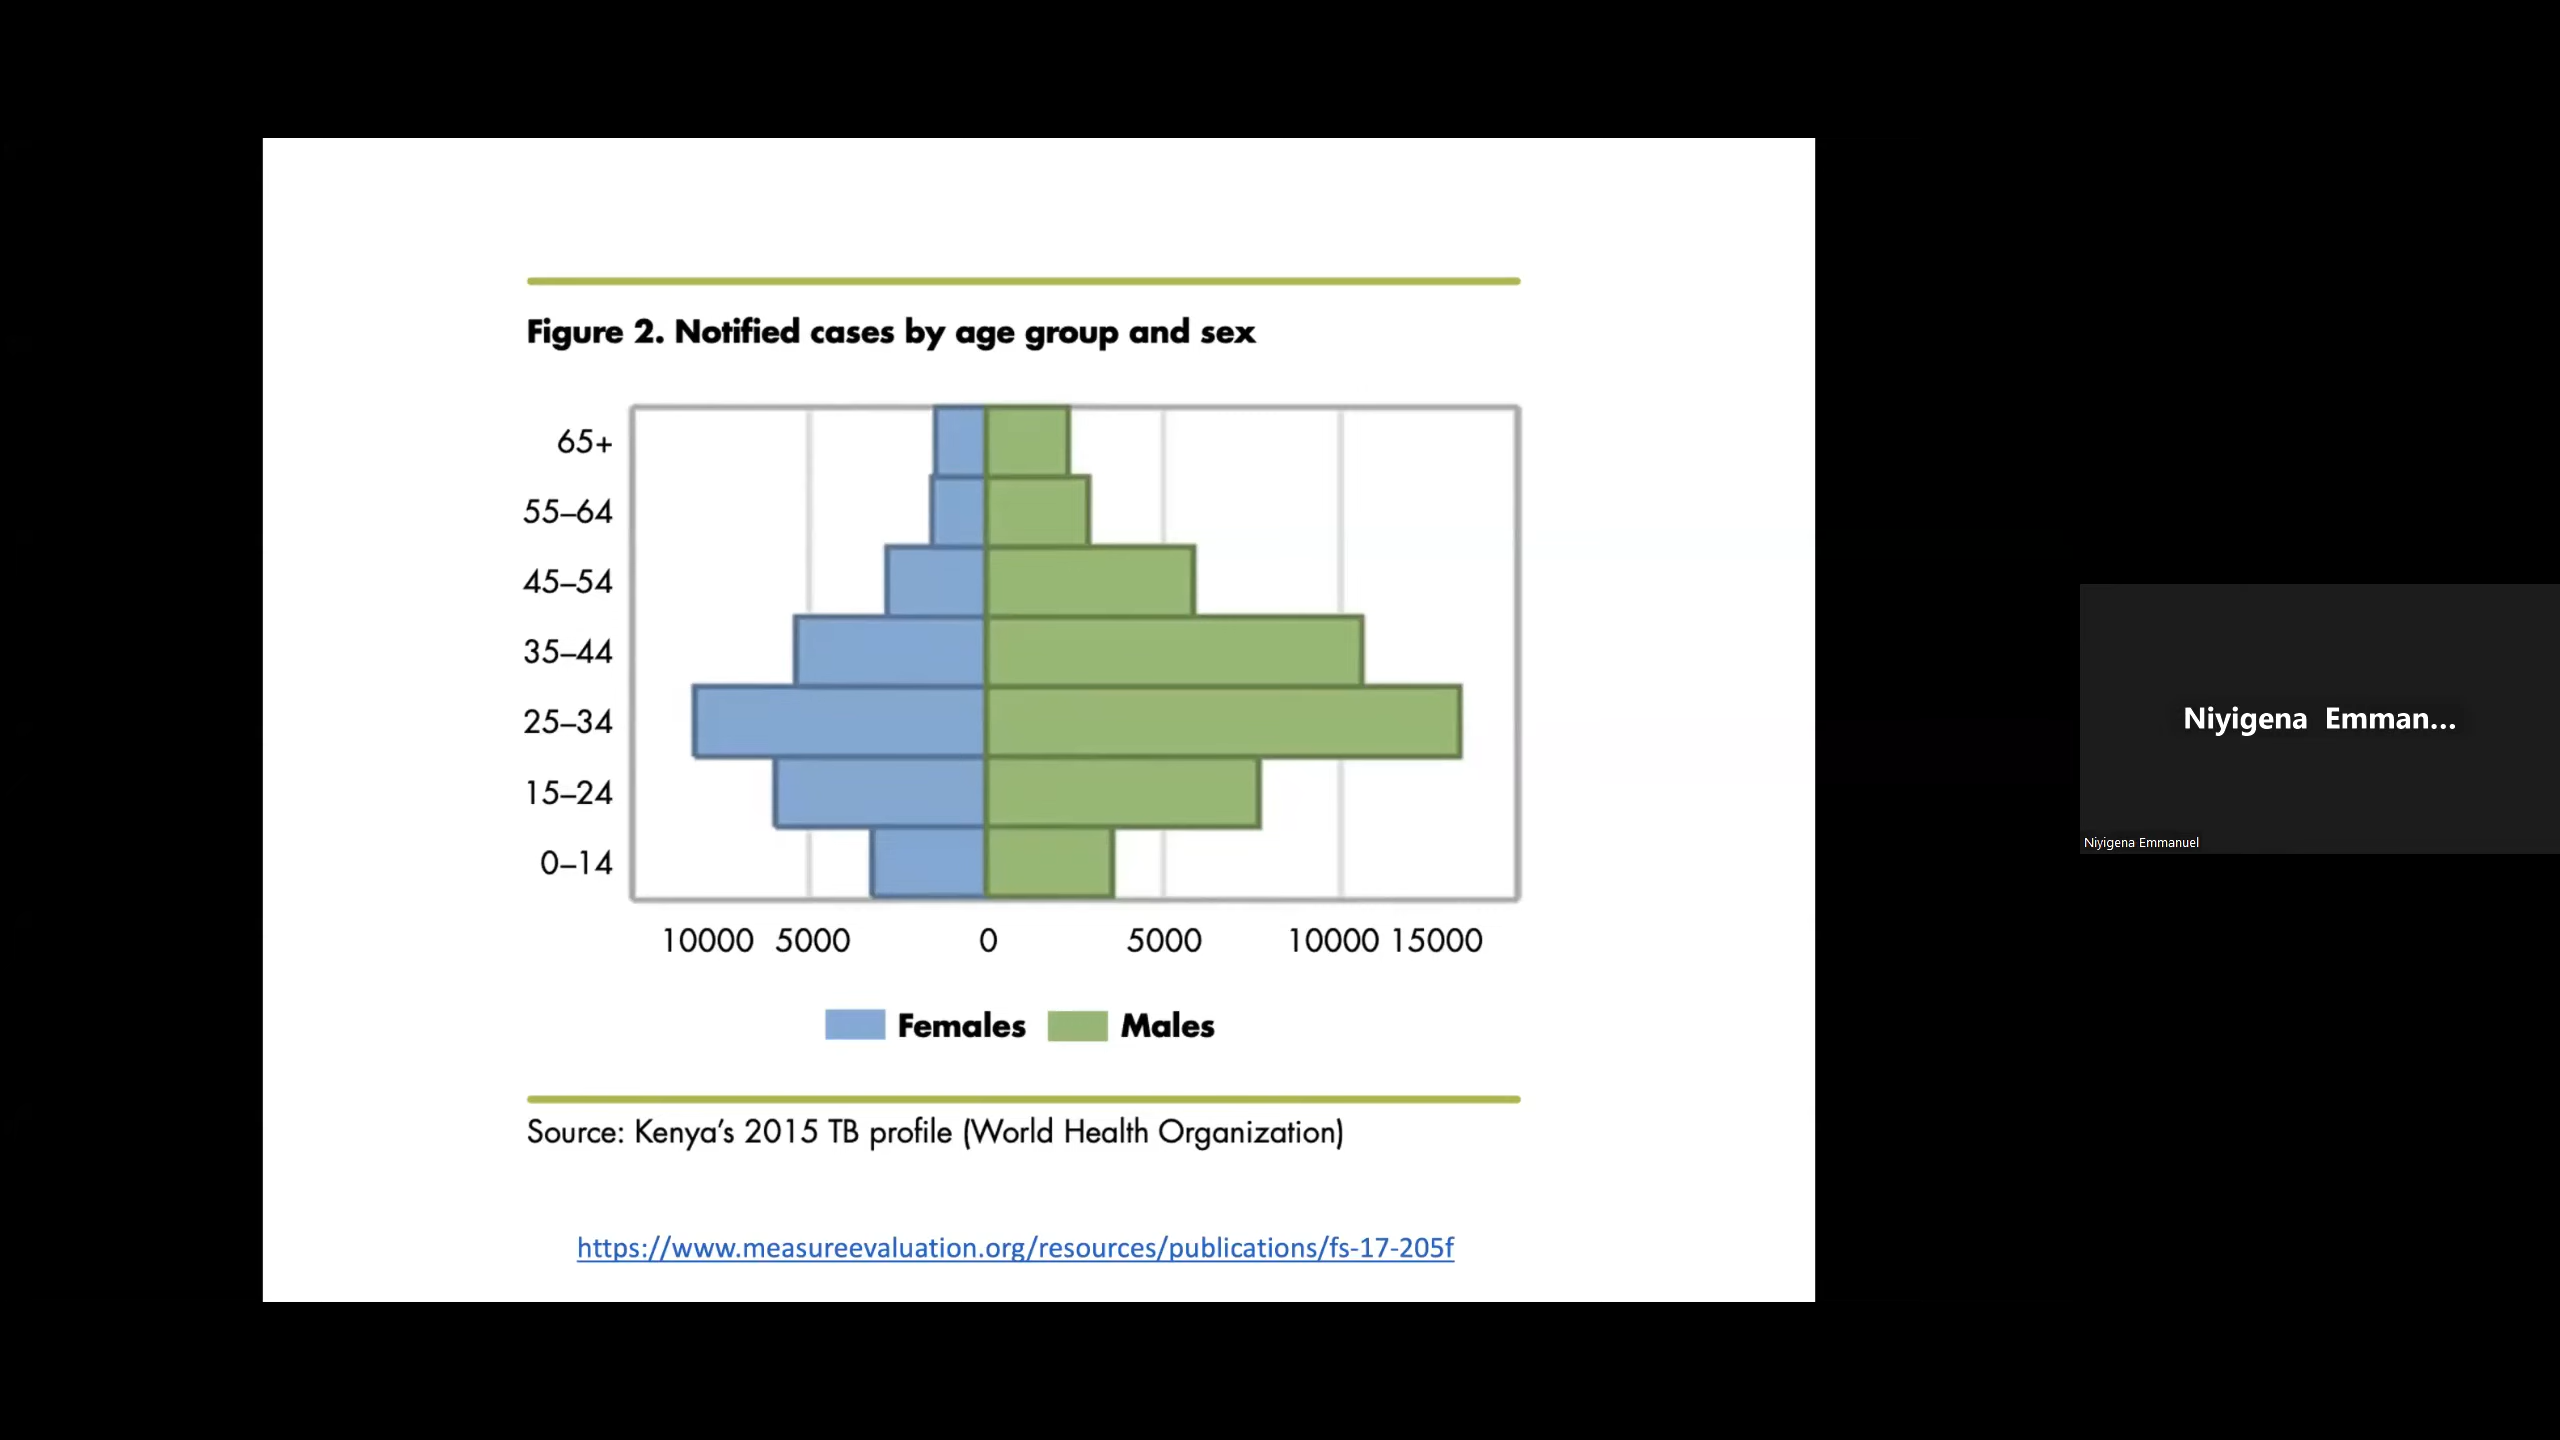 Figure 2. Notified cases by age group and sex
65+
55–64
45–54
35–44
25–34
15–24
0–14
10000 5000 0 5000 10000 15000
Females Males
Source: Kenya’s 2015 TB profile (World Health Organization)
https://www.measureevaluation.org/resources/publications/fs-17-205f
Niyigena Emman...
Niyigena Emmanuel